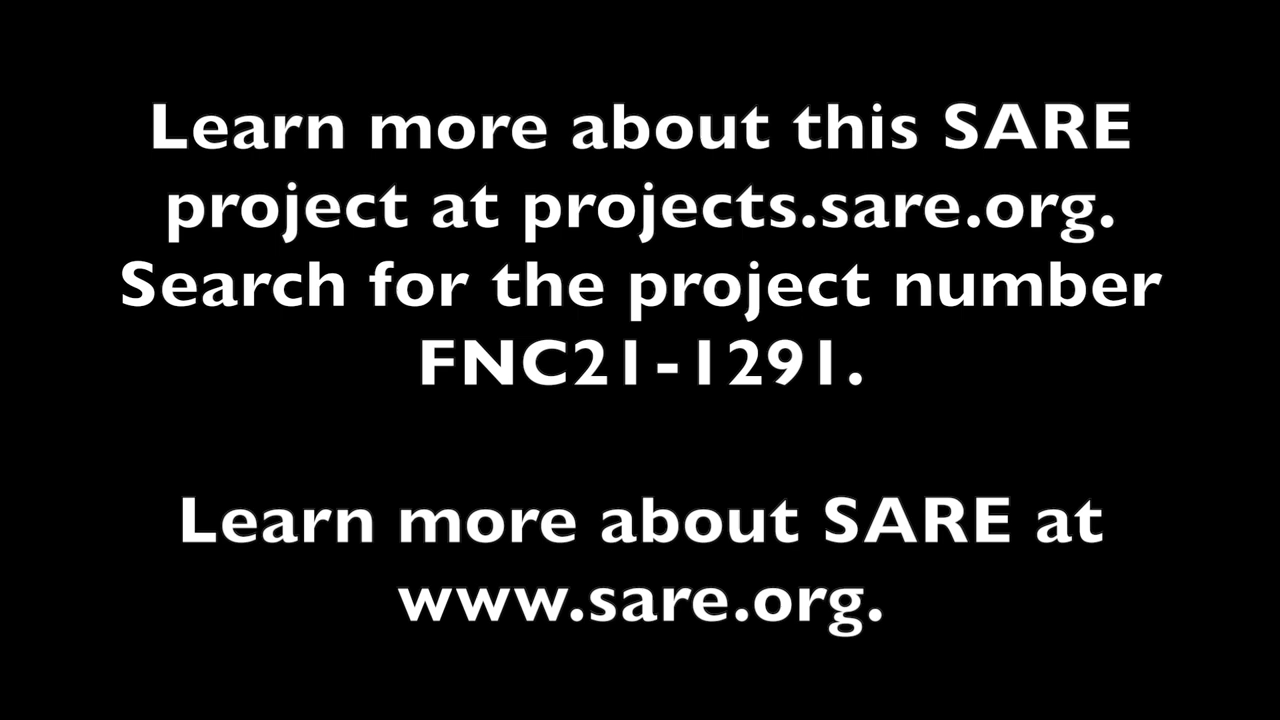 Learn more about this SARE
project at projects.sare.org.
Search for the project number
FNC21-1291.
Learn more about SARE at
www.sare.org.